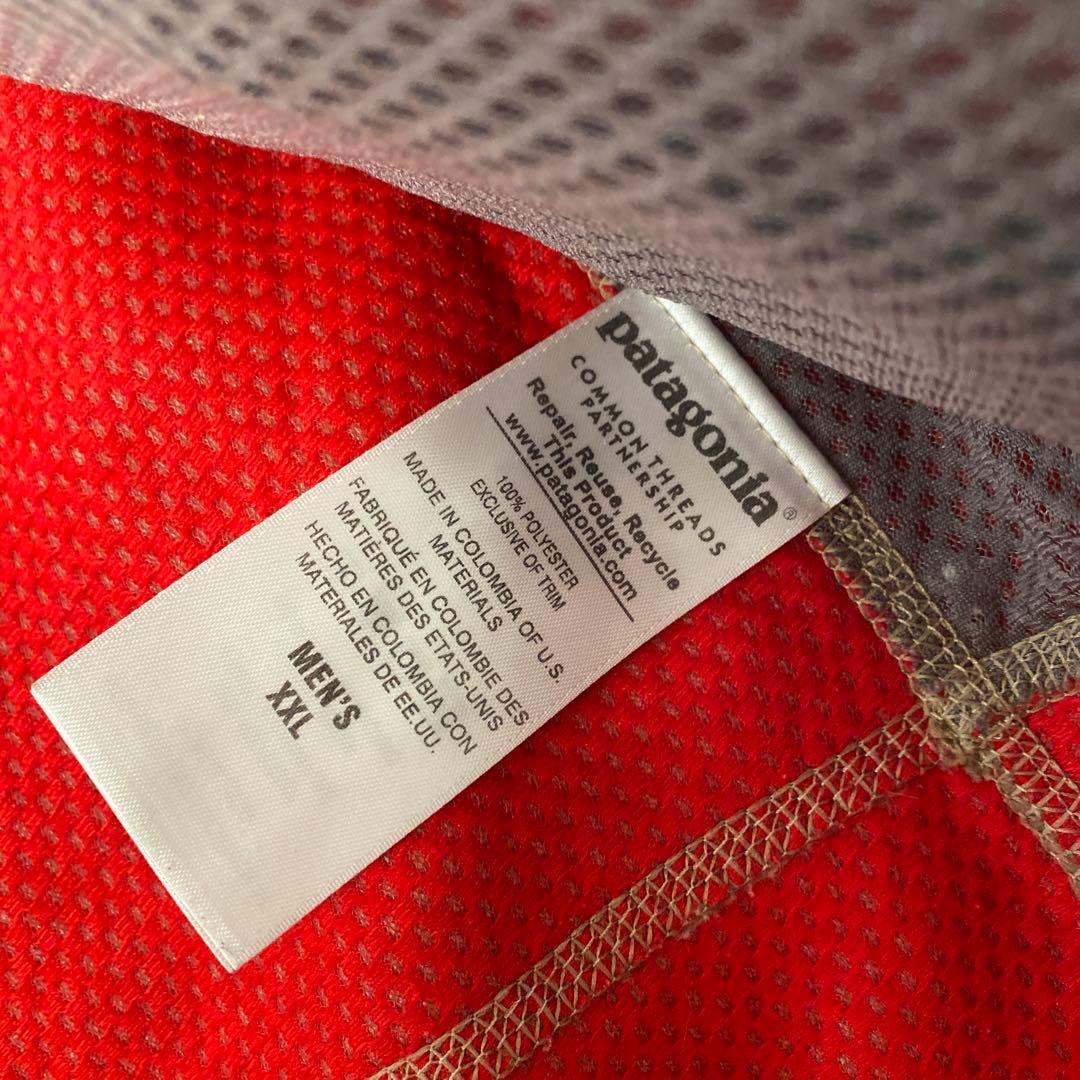 patagonia®
COMMON THREADS
PARTNERSHIP
Repair, Reuse, Recycle
This Product
www.patagonia.com
100% POLYESTER
EXCLUSIVE OF TRIM
MADE IN COLOMBIA OF U.S.
MATERIALS
FABRIQUÉ EN COLOMBIE DES
MATIÈRES DES ETATS-UNIS
HECHO EN COLOMBIA CON
MATERIALES DE EE.UU.
MEN'S
XXL